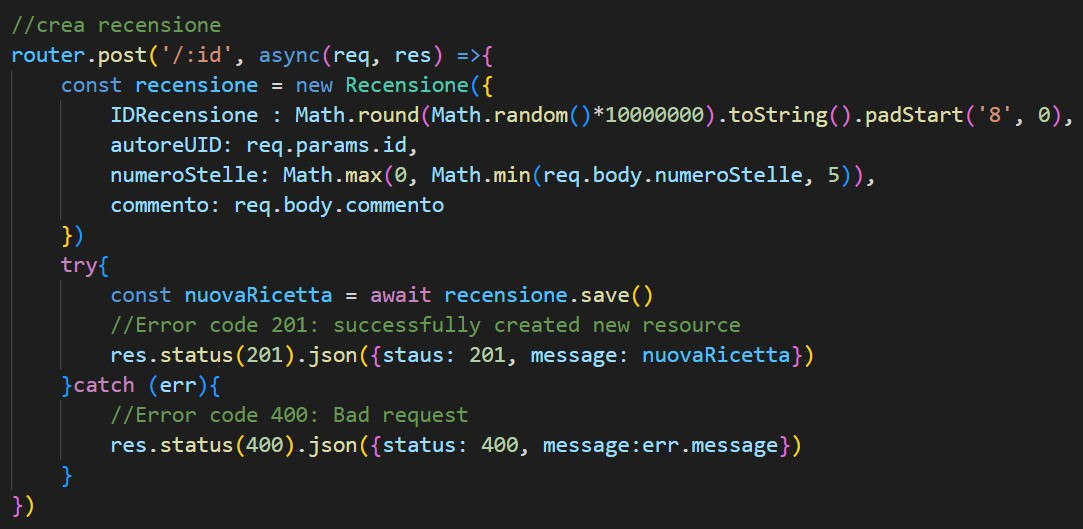 //crea recensione
router.post('/:id', async(req, res) =>{
    const recensione = new Recensione({
        IDRecensione : Math.round(Math.random()*10000000).toString().padStart('8', 0),
        autoreUID: req.params.id,
        numeroStelle: Math.max(0, Math.min(req.body.numeroStelle, 5)),
        commento: req.body.commento
    })
    try{
        const nuovaRicetta = await recensione.save()
        //Error code 201: successfully created new resource
        res.status(201).json({staus: 201, message: nuovaRicetta})
    }catch (err){
        //Error code 400: Bad request
        res.status(400).json({status: 400, message:err.message})
    }
})